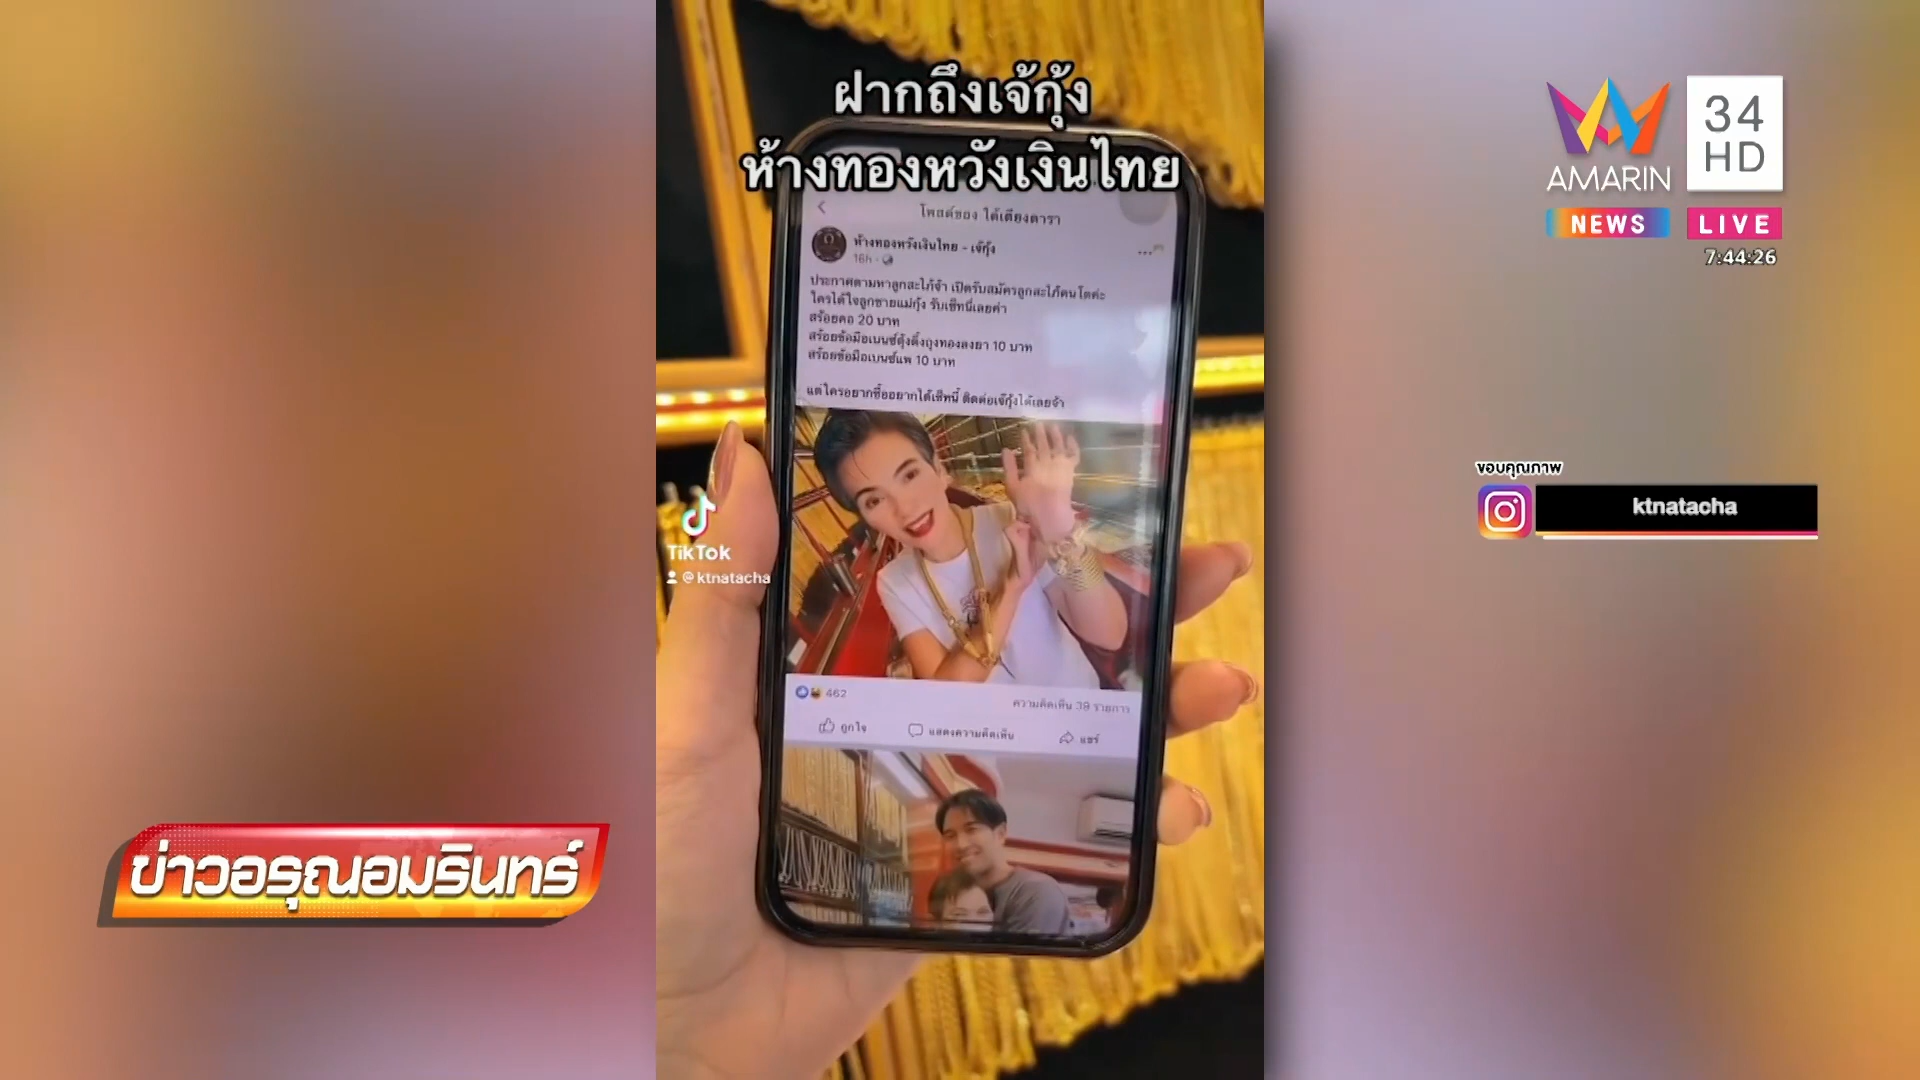 ฝากถึงเจ้กุ้ง
ห้างทองหวังเงินไทย
โพสต์ของ ใต้เตียงดารา
ห้างทองหวังเงินไทย - เจ้กุ้ง
16h
ประกาศตามหาลูกสะใภ้จ้า เปิดรับสมัครลูกสะใภ้คนโตค่ะ
ใครได้ใจลูกชายแม่กุ้ง รับเซ็ทนี้เลยค่า
สร้อยคอ 20 บาท
สร้อยข้อมือเบนซ์ตุ้งติ้งถุงทองลงยา 10 บาท
สร้อยข้อมือเบนซ์แพ 10 บาท
แต่ใครอยากซื้ออยากได้เซ็ทนี้ ติดต่อเจ๊กุ้งได้เลยจ้า
462
ความคิดเห็น 39 รายการ
ถูกใจ
แสดงความคิดเห็น
แชร์
TikTok
@ktnatacha
AMARIN
34
HD
NEWS
LIVE
7:44:26
ขอบคุณภาพ
ktnatacha
ข่าวอรุณอมรินทร์